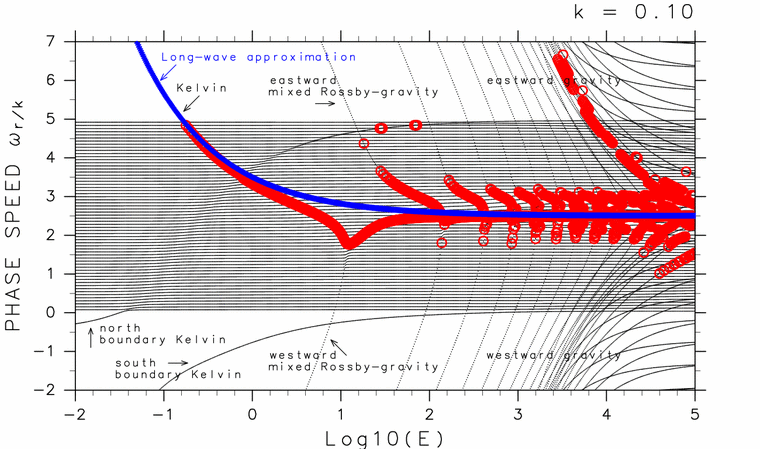 k = 0.10
7
6
5
4
3
2
1
0
-1
-2
PHASE SPEED ωr/k
Long-wave approximation
Kelvin
eastward
mixed Rossby-gravity
eastward gravity
north
boundary Kelvin
south
boundary Kelvin
westward
mixed Rossby-gravity
westward gravity
-2 -1 0 1 2 3 4 5
Log10(E)